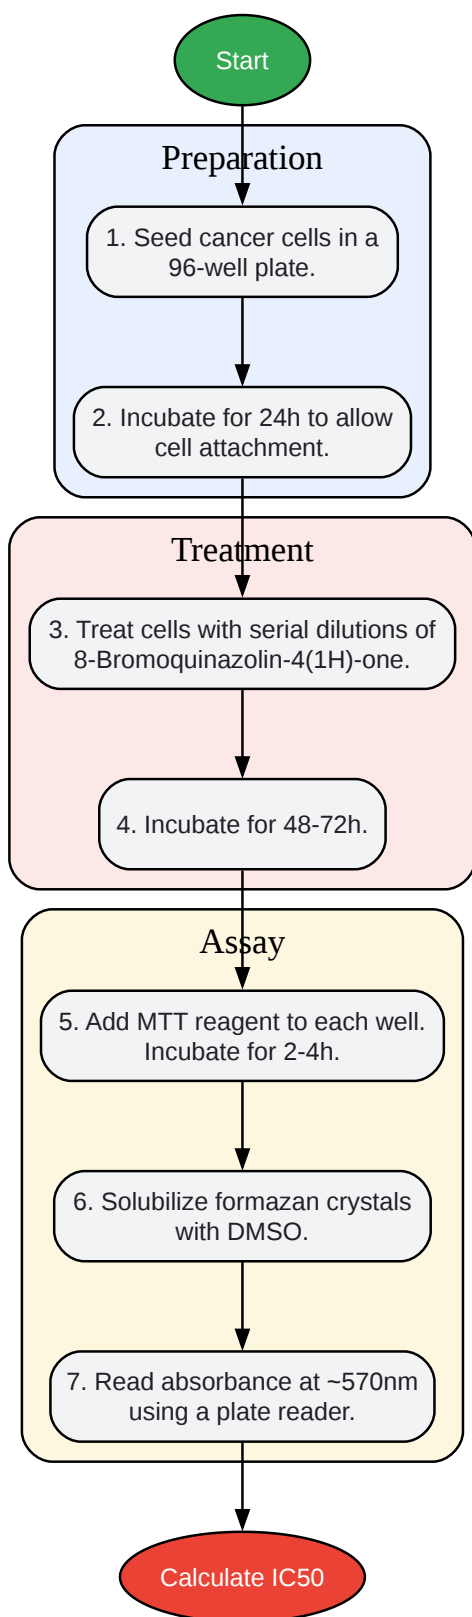 Start
Preparation
1. Seed cancer cells in a
96-well plate.
2. Incubate for 24h to allow
cell attachment.
Treatment
3. Treat cells with serial dilutions of
8-Bromoquinazolin-4(1H)-one.
4. Incubate for 48-72h.
Assay
5. Add MTT reagent to each well.
Incubate for 2-4h.
6. Solubilize formazan crystals
with DMSO.
7. Read absorbance at ~570nm
using a plate reader.
Calculate IC50